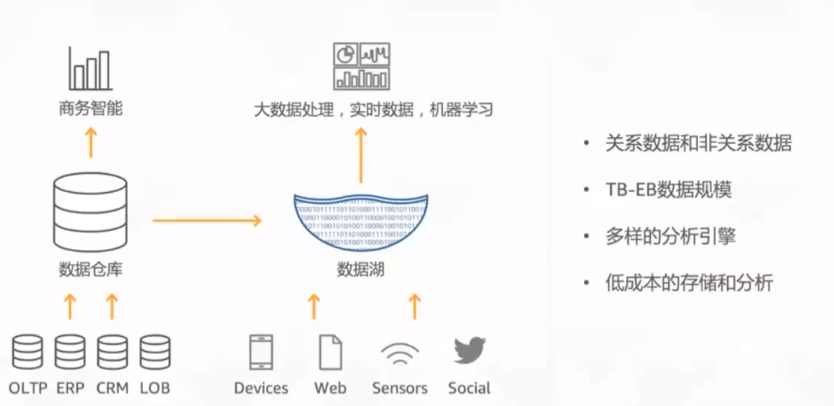 商务智能
大数据处理，实时数据，机器学习
数据仓库
数据湖
OLTP ERP CRM LOB
Devices Web Sensors Social
• 关系数据和非关系数据
• TB-EB数据规模
• 多样的分析引擎
• 低成本的存储和分析